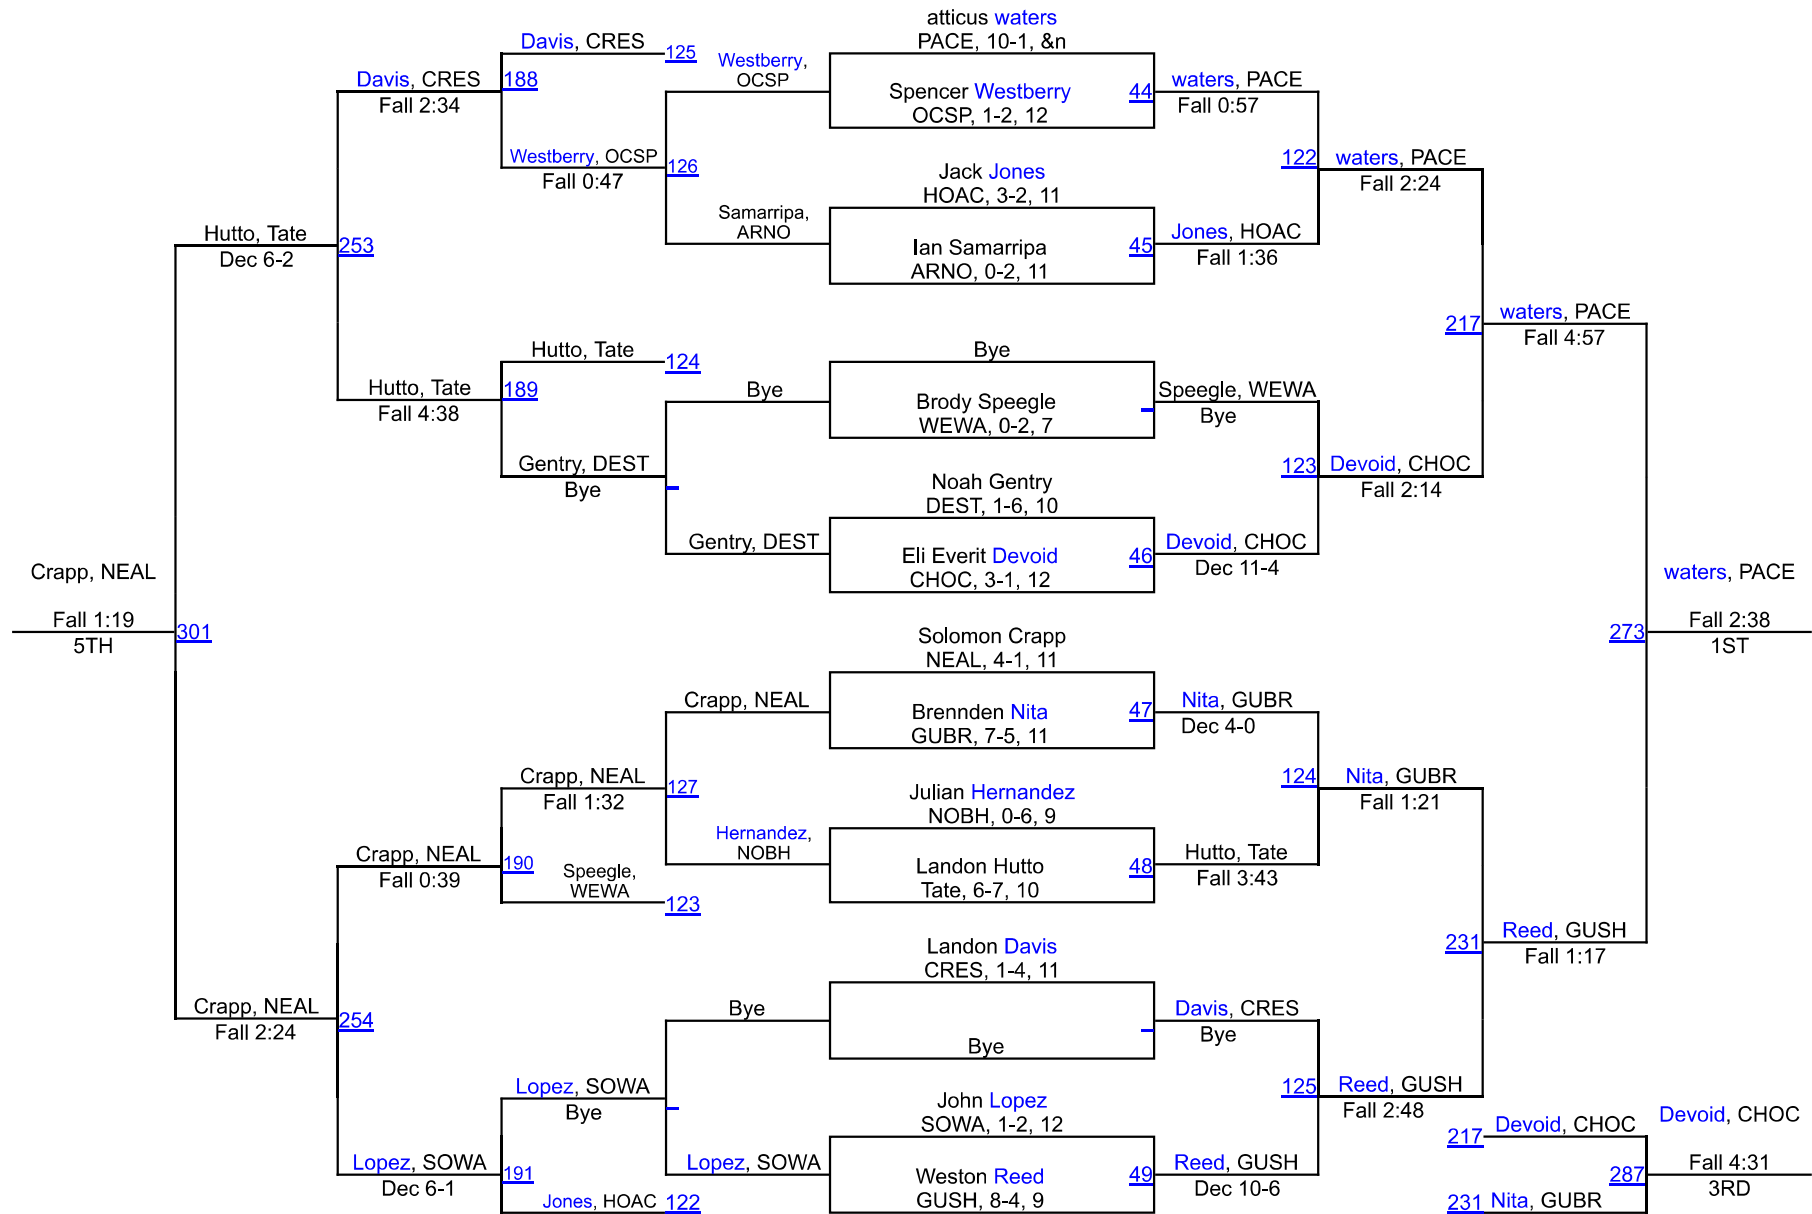 atticus waters
PACE, 10-1, &n
Davis, CRES
125
Westberry,
OCSP
Davis, CRES
188
Fall 2:34
Spencer Westberry
OCSP, 1-2, 12
44
waters, PACE
Fall 0:57
Westberry, OCSP
126
Fall 0:47
Jack Jones
HOAC, 3-2, 11
122
waters, PACE
Fall 2:24
Samarripa,
ARNO
Hutto, Tate
253
Dec 6-2
Ian Samarripa
ARNO, 0-2, 11
45
Jones, HOAC
Fall 1:36
217
waters, PACE
Fall 4:57
Hutto, Tate
124
Bye
Hutto, Tate
189
Fall 4:38
Bye
Brody Speegle
WEWA, 0-2, 7
Speegle, WEWA
Bye
Gentry, DEST
Bye
Noah Gentry
DEST, 1-6, 10
123
Devoid, CHOC
Fall 2:14
Gentry, DEST
Eli Everit Devoid
CHOC, 3-1, 12
46
Devoid, CHOC
Dec 11-4
Crapp, NEAL
Fall 1:19
5TH
301
waters, PACE
273
Fall 2:38
1ST
Solomon Crapp
NEAL, 4-1, 11
Crapp, NEAL
Brennden Nita
GUBR, 7-5, 11
47
Nita, GUBR
Dec 4-0
Crapp, NEAL
127
Fall 1:32
Julian Hernandez
NOBH, 0-6, 9
124
Nita, GUBR
Fall 1:21
Hernandez,
NOBH
Crapp, NEAL
190
Fall 0:39
Speegle,
WEWA
123
Landon Hutto
Tate, 6-7, 10
48
Hutto, Tate
Fall 3:43
Landon Davis
CRES, 1-4, 11
231
Reed, GUSH
Fall 1:17
Crapp, NEAL
254
Fall 2:24
Bye
Bye
Davis, CRES
Bye
Lopez, SOWA
Bye
John Lopez
SOWA, 1-2, 12
125
Reed, GUSH
Fall 2:48
Lopez, SOWA
191
Dec 6-1
Lopez, SOWA
Jones, HOAC
122
Weston Reed
GUSH, 8-4, 9
49
Reed, GUSH
Dec 10-6
217
Devoid, CHOC
Devoid, CHOC
287
Fall 4:31
3RD
231
Nita, GUBR